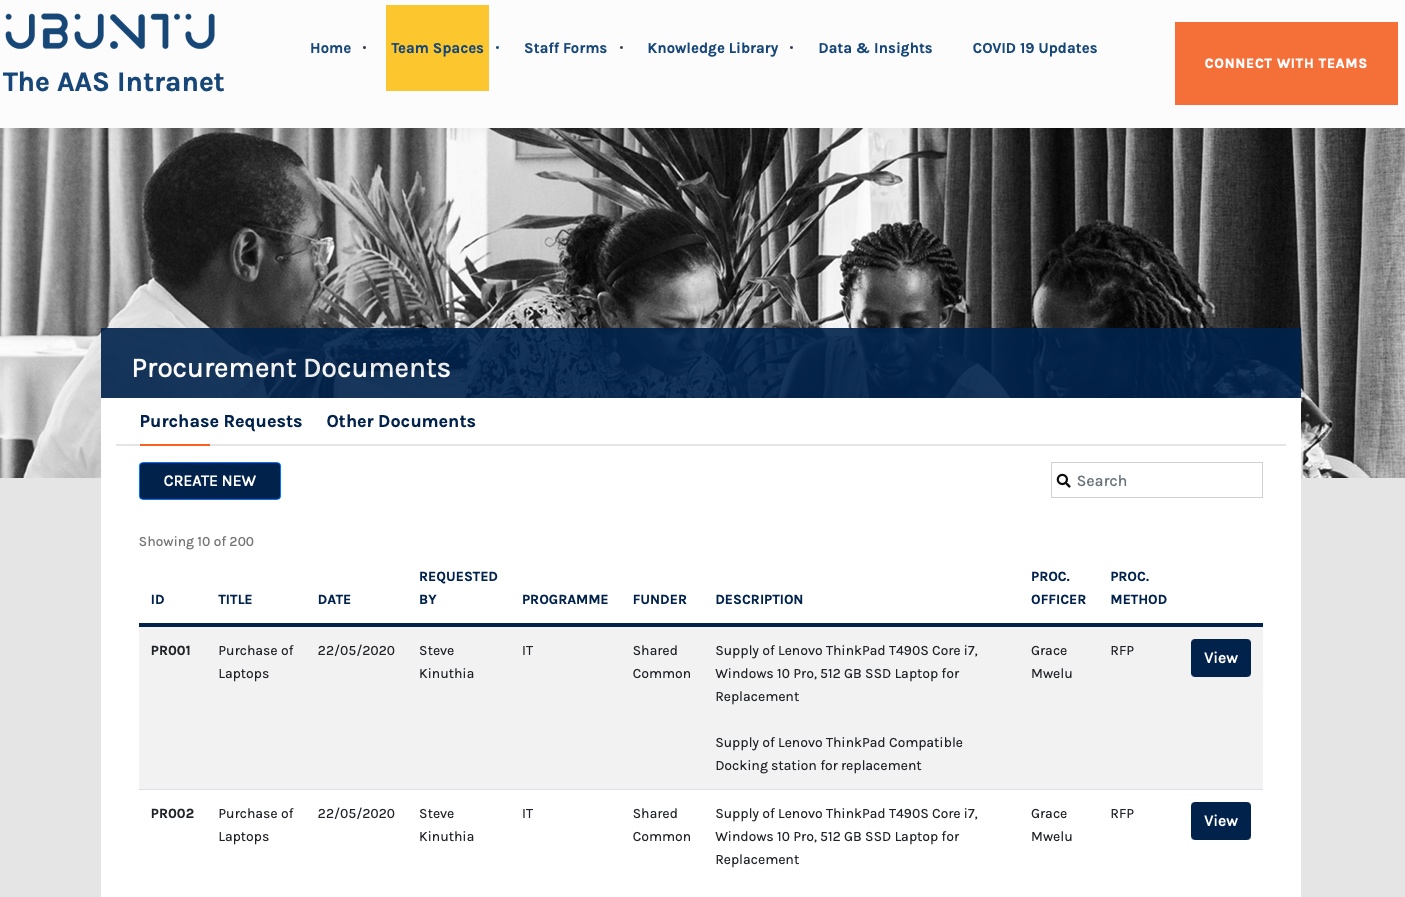 UBUNTU
The AAS Intranet
Home • Team Spaces • Staff Forms • Knowledge Library • Data & Insights COVID 19 Updates
CONNECT WITH TEAMS
Procurement Documents
Purchase Requests Other Documents
CREATE NEW
Search
Showing 10 of 200
REQUESTED PROC. PROC.
ID TITLE DATE BY PROGRAMME FUNDER DESCRIPTION OFFICER METHOD
PR001 Purchase of 22/05/2020 Steve IT Shared Supply of Lenovo ThinkPad T490S Core i7, Grace RFP View
Laptops Kinuthia Common Windows 10 Pro, 512 GB SSD Laptop for Mwelu
Replacement
Supply of Lenovo ThinkPad Compatible
Docking station for replacement
PR002 Purchase of 22/05/2020 Steve IT Shared Supply of Lenovo ThinkPad T490S Core i7, Grace RFP View
Laptops Kinuthia Common Windows 10 Pro, 512 GB SSD Laptop for Mwelu
Replacement